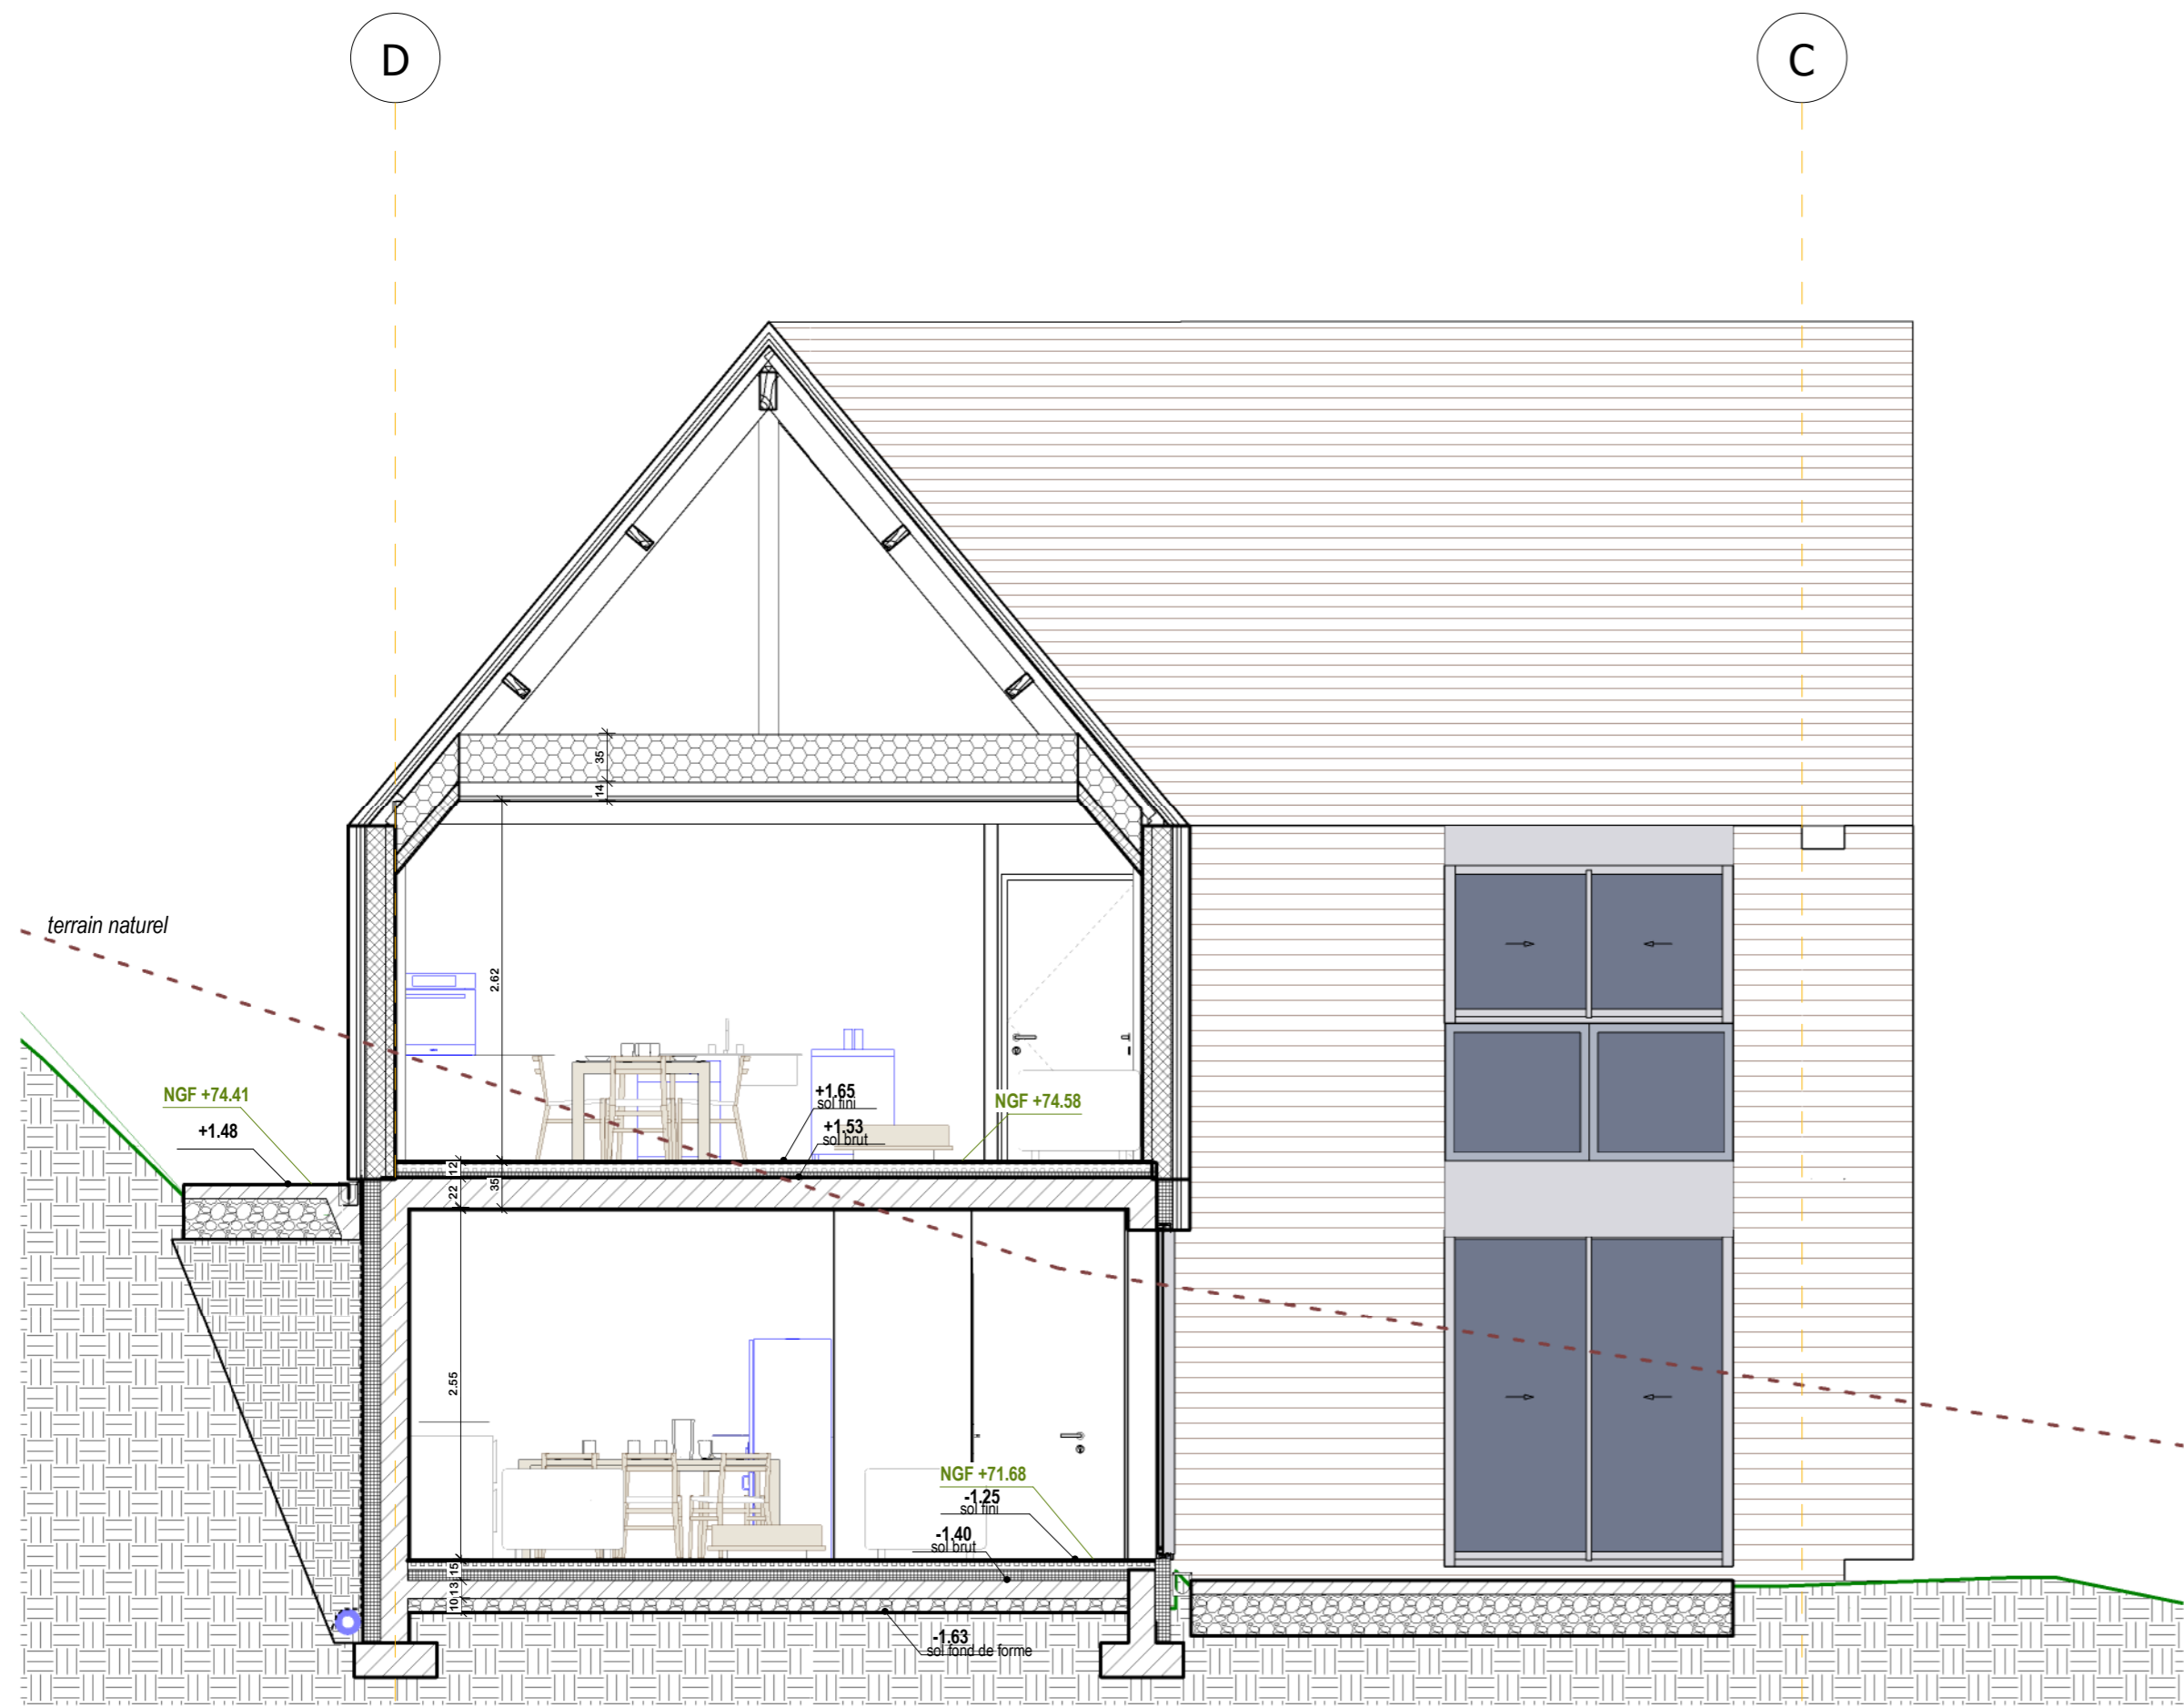 D
C
35
14
terrain naturel
2.62
NGF +74.41
+1.48
+1.65
sol fini
NGF +74.58
+1.53
sol brut
12
22
35
2.55
NGF +71.68
-1.25
sol fini
-1.40
sol brut
15
13
10
-1.63
sol fond de forme